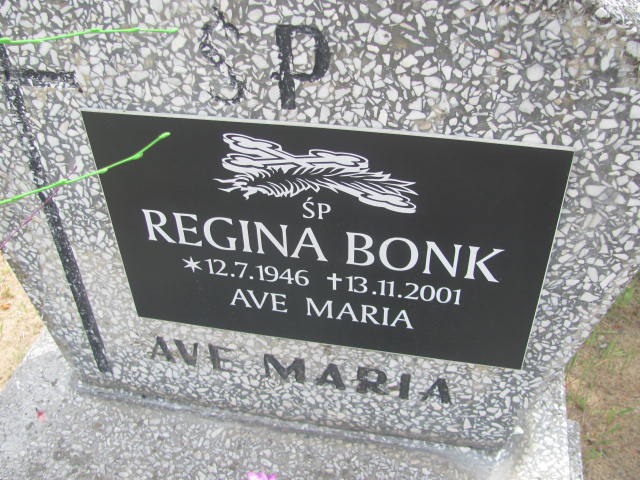 ŚP
ŚP
REGINA BONK
*12.7.1946 †13.11.2001
AVE MARIA
AVE MARIA